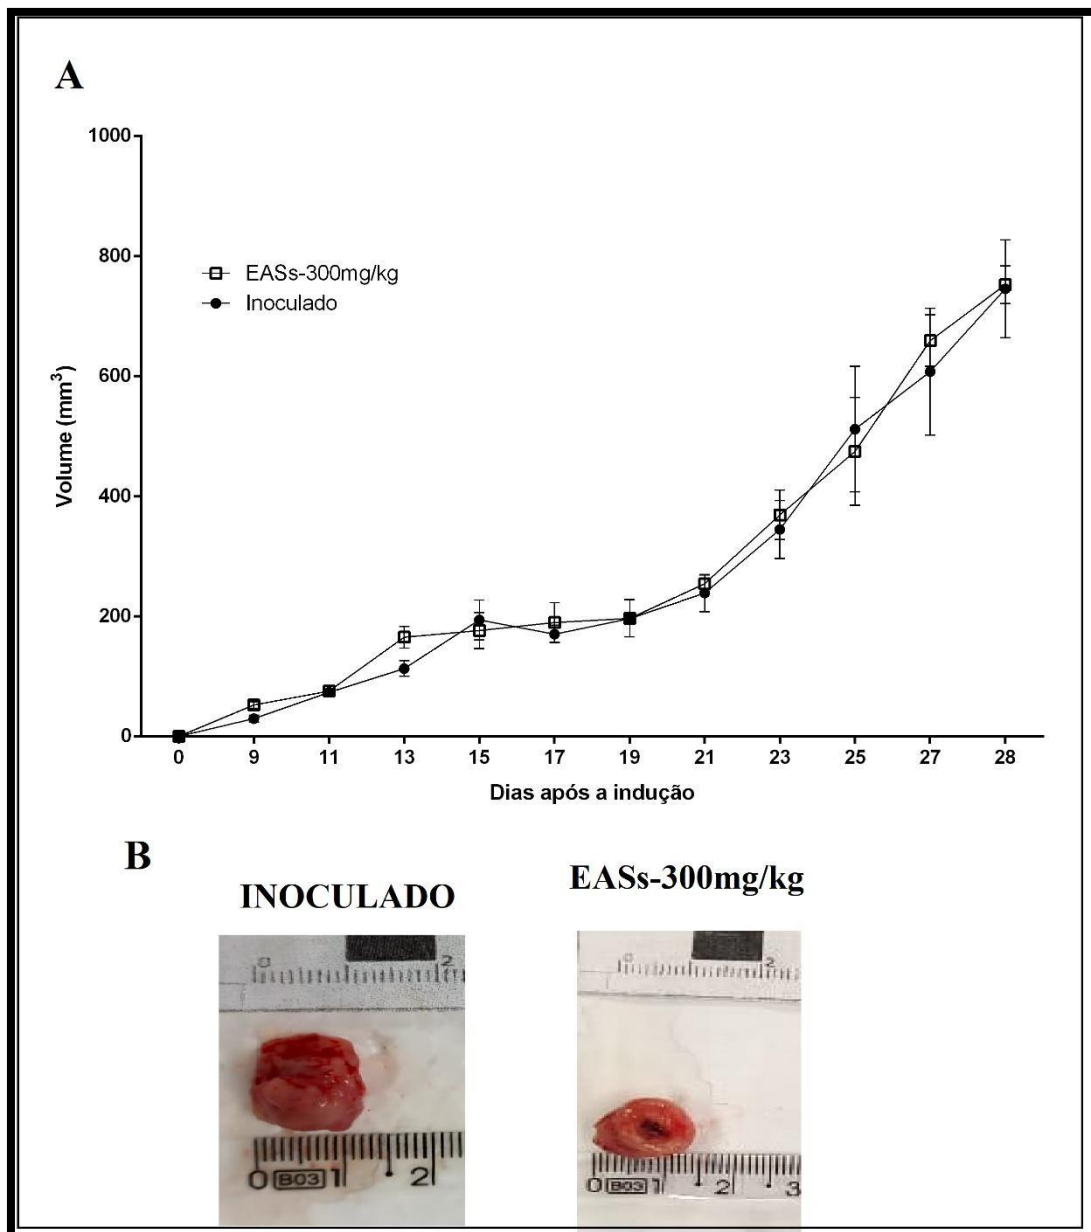 A
1000
800
600
400
200
0
Volume (mm³)
EASs-300mg/kg
Inoculado
0 9 11 13 15 17 19 21 23 25 27 28
Dias após a indução
B
INOCULADO
EASs-300mg/kg
0 2
0 B03 1 2
0 2
0 B03 1 2 3